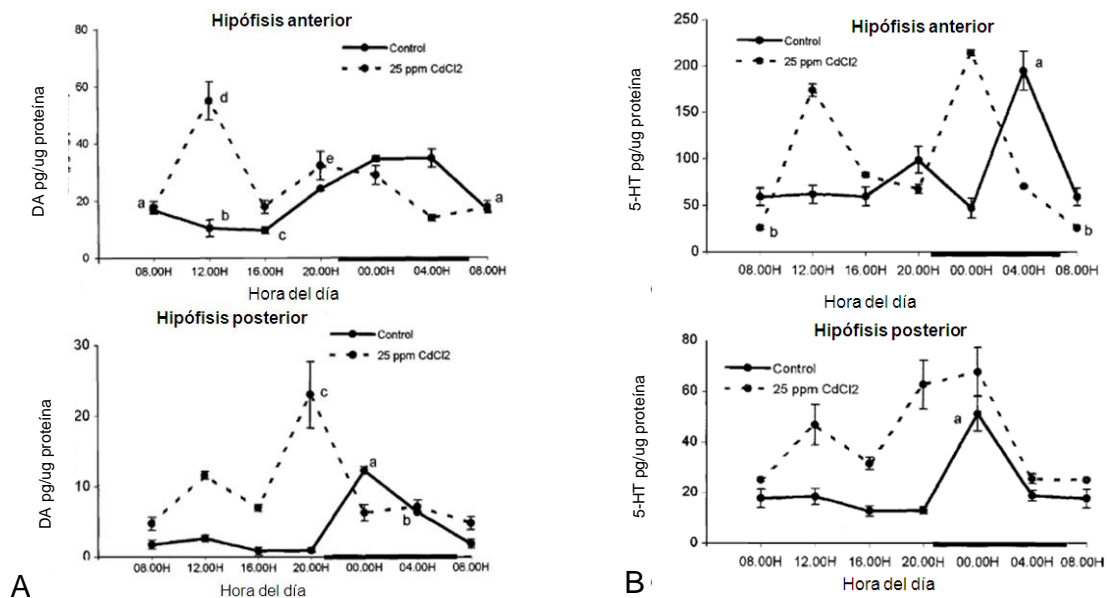 Hipófisis anterior
Control
25 ppm CdCl2
80
60
40
20
0
DA pg/ug proteína
a
b
c
d
e
a
08.00H 12.00H 16.00H 20.00H 00.00H 04.00H 08.00H
Hora del día
Hipófisis posterior
Control
25 ppm CdCl2
30
20
10
0
DA pg/ug proteína
c
a
b
08.00H 12.00H 16.00H 20.00H 00.00H 04.00H 08.00H
Hora del día
A
Hipófisis anterior
Control
25 ppm CdCl2
250
200
150
100
50
0
5-HT pg/ug proteína
a
b
b
08.00H 12.00H 16.00H 20.00H 00.00H 04.00H 08.00H
Hora del día
Hipófisis posterior
Control
25 ppm CdCl2
80
60
40
20
0
5-HT pg/ug proteína
a
08.00H 12.00H 16.00H 20.00H 00.00H 04.00H 08.00H
Hora del día
B